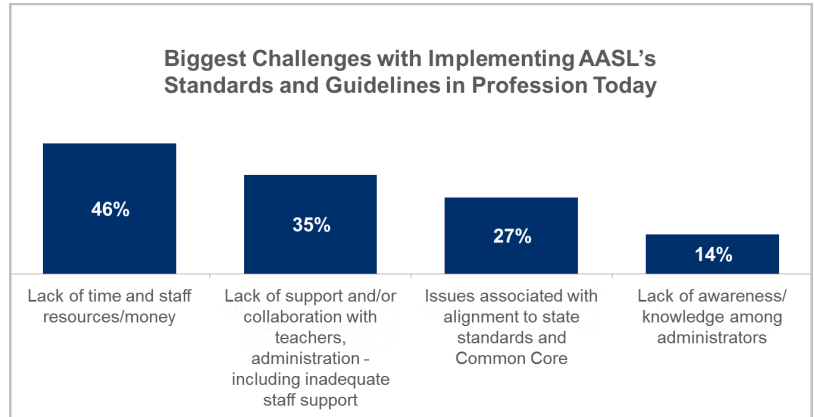 Biggest Challenges with Implementing AASL’s
Standards and Guidelines in Profession Today
46%
35%
27%
14%
Lack of time and staff
resources/money
Lack of support and/or
collaboration with
teachers,
administration -
including inadequate
staff support
Issues associated with
alignment to state
standards and
Common Core
Lack of awareness/
knowledge among
administrators